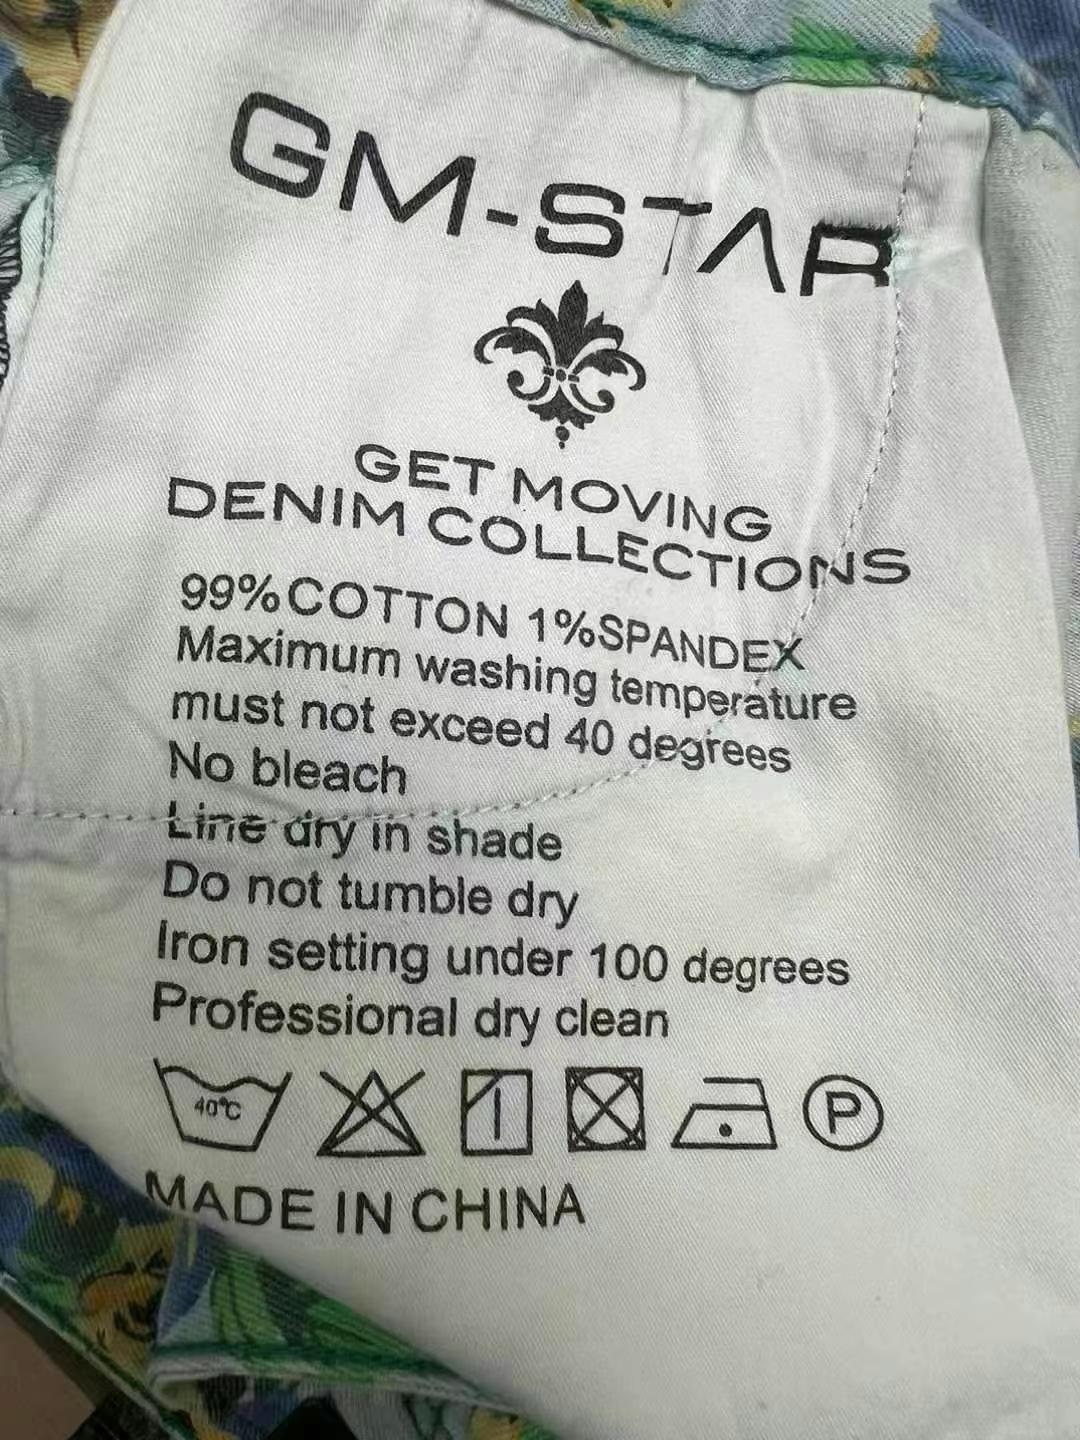 GM-STAR
GET MOVING
DENIM COLLECTIONS
99%COTTON 1%SPANDEX
Maximum washing temperature
must not exceed 40 degrees
No bleach
Line dry in shade
Do not tumble dry
Iron setting under 100 degrees
Professional dry clean
40°C
P
MADE IN CHINA